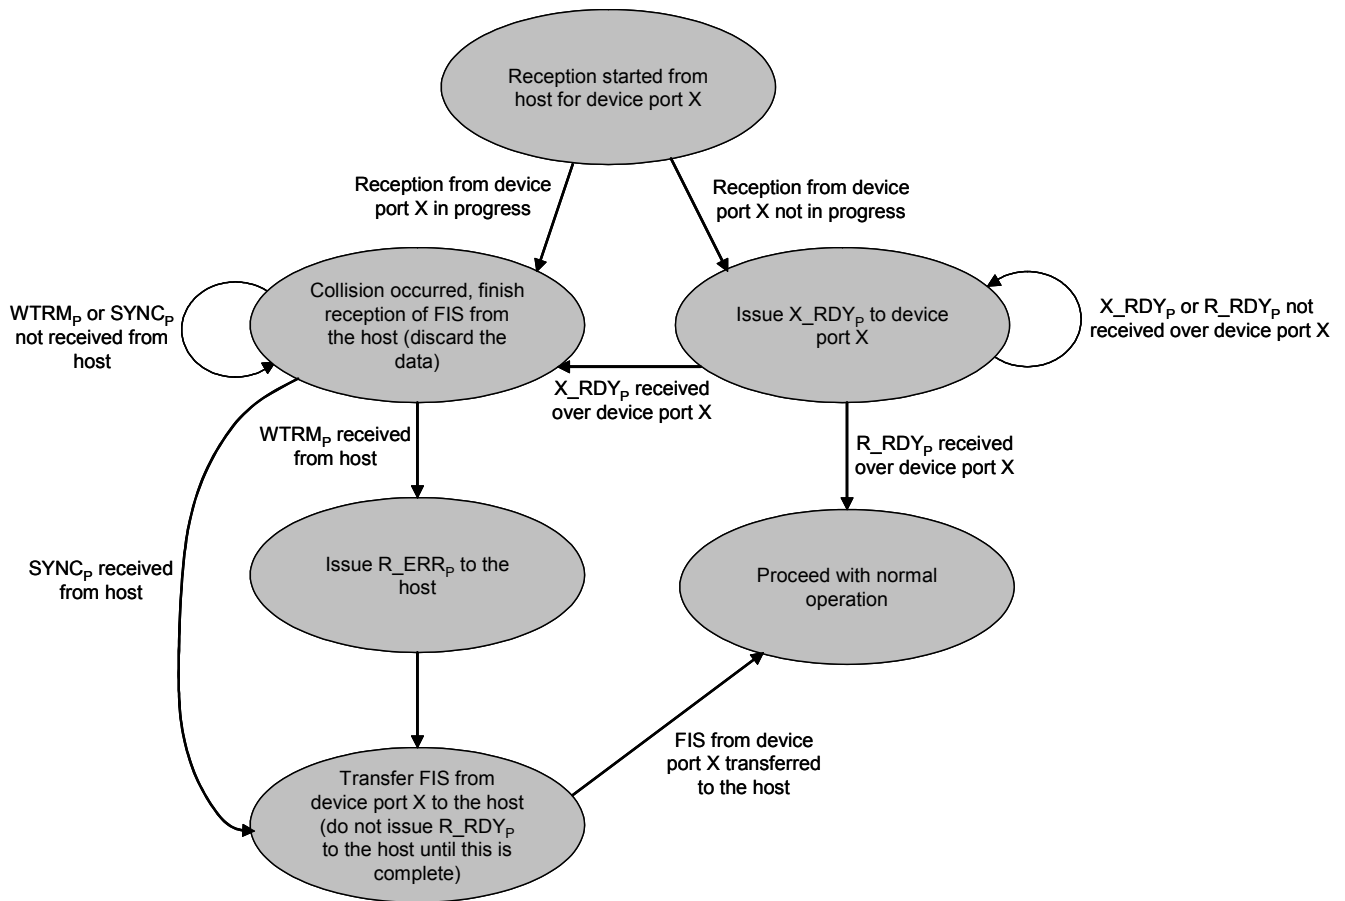 Reception started from
host for device port X
Reception from device
port X in progress
Reception from device
port X not in progress
WTRMP or SYNCP
not received from
host
Collision occurred, finish
reception of FIS from
the host (discard the
data)
Issue X_RDYP to device
port X
X_RDYP or R_RDYP not
received over device port X
X_RDYP received
over device port X
WTRMP received
from host
R_RDYP received
over device port X
SYNCP received
from host
Issue R_ERRP to the
host
Proceed with normal
operation
FIS from device
port X transferred
to the host
Transfer FIS from
device port X to the host
(do not issue R_RDYP
to the host until this is
complete)